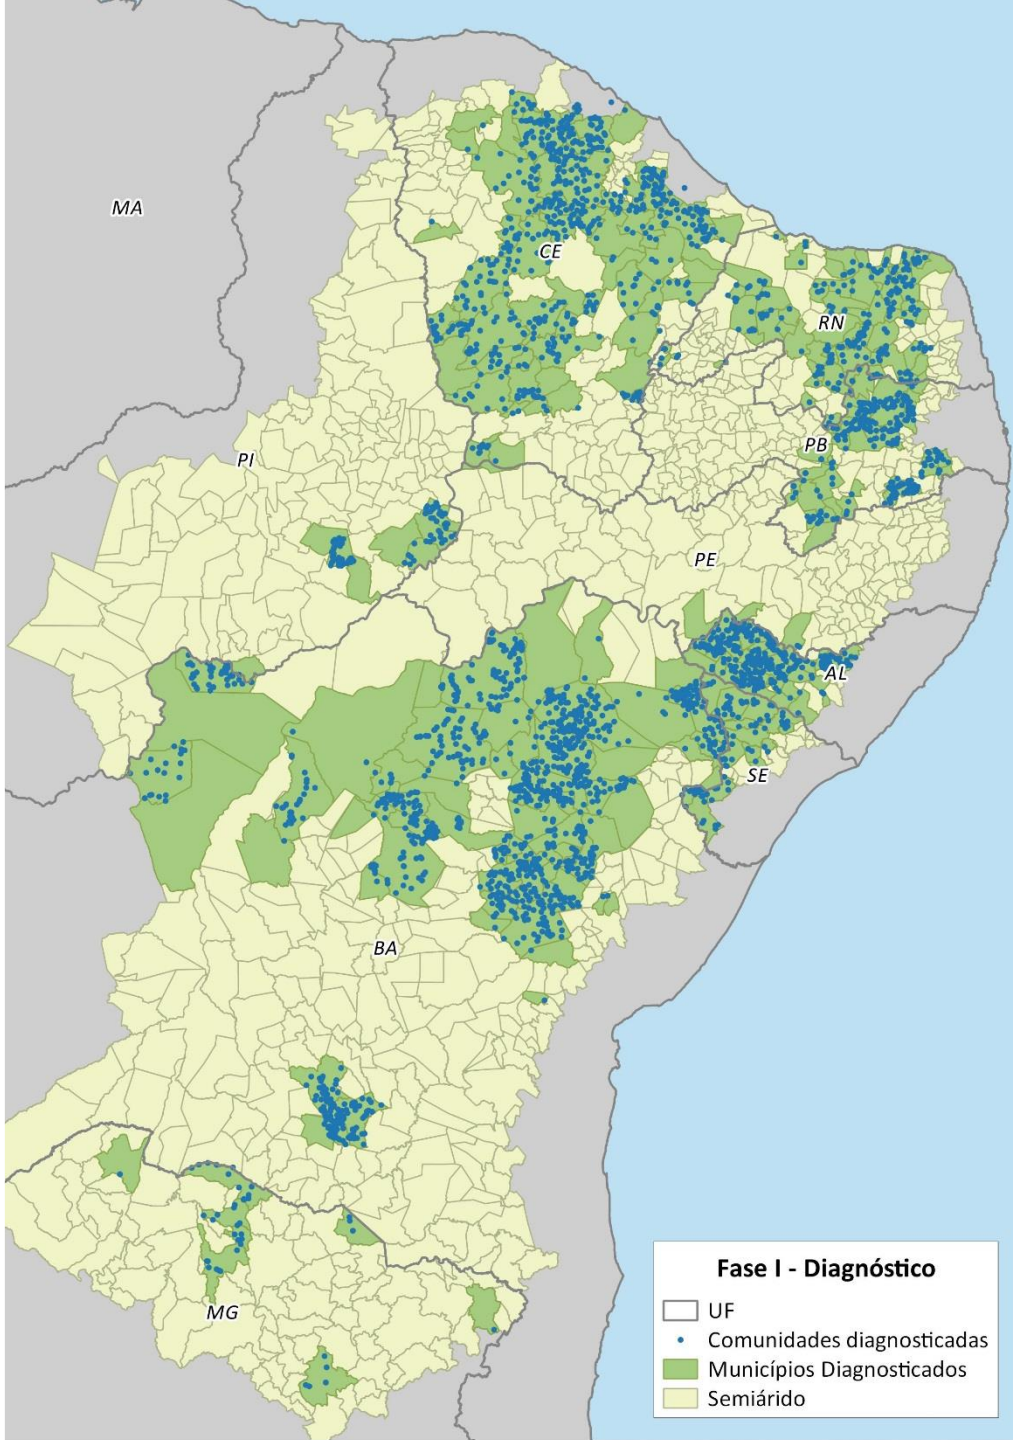 MA
CE
RN
PI
PB
PE
AL
SE
BA
MG
Fase I - Diagnóstico
UF
Comunidades diagnosticadas
Municípios Diagnosticados
Semiárido